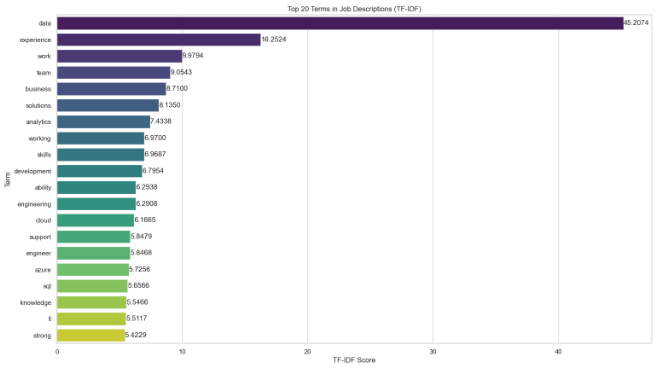 Top 20 Terms in Job Descriptions (TF-IDF)
data 45.2074
experience 16.2524
work 9.9794
team 9.0543
business 8.7100
solutions 8.1350
analytics 7.4338
working 6.9700
skills 6.9687
development 6.7954
ability 6.2938
engineering 6.2908
cloud 6.1665
support 5.8479
engineer 5.8468
azure 5.7256
sql 5.6566
knowledge 5.5466
5.5117
strong 5.4229
Term
0 10 20 30 40
TF-IDF Score